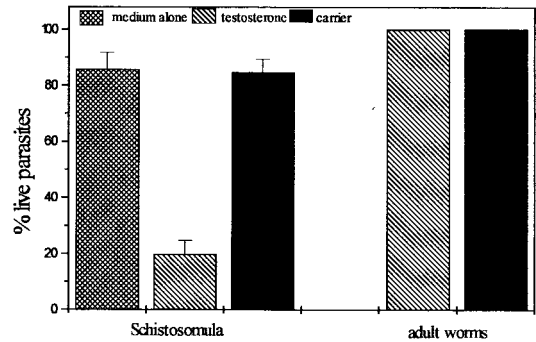 medium alone testosterone carrier
% live parasites
100
80
60
40
20
0
Schistosomula adult worms